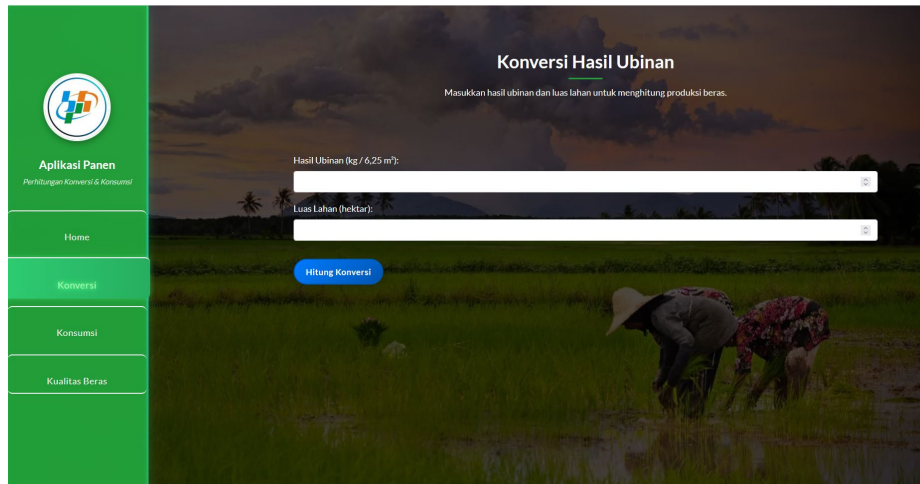 Aplikasi Panen
Perhitungan Konversi & Konsumsi
Home
Konversi
Konsumsi
Kualitas Beras
Konversi Hasil Ubinan
Masukkan hasil ubinan dan luas lahan untuk menghitung produksi beras.
Hasil Ubinan (kg / 6,25 m²):
Luas Lahan (hektar):
Hitung Konversi